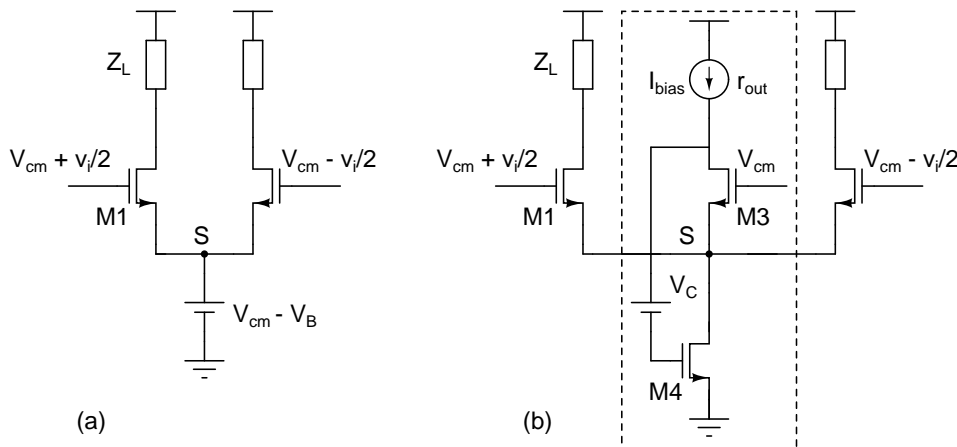 Z_L
V_cm + v_i/2
V_cm - v_i/2
M1
S
V_cm - V_B
(a)
Z_L
I_bias
r_out
V_cm + v_i/2
V_cm
V_cm - v_i/2
M1
M3
S
V_C
M4
(b)